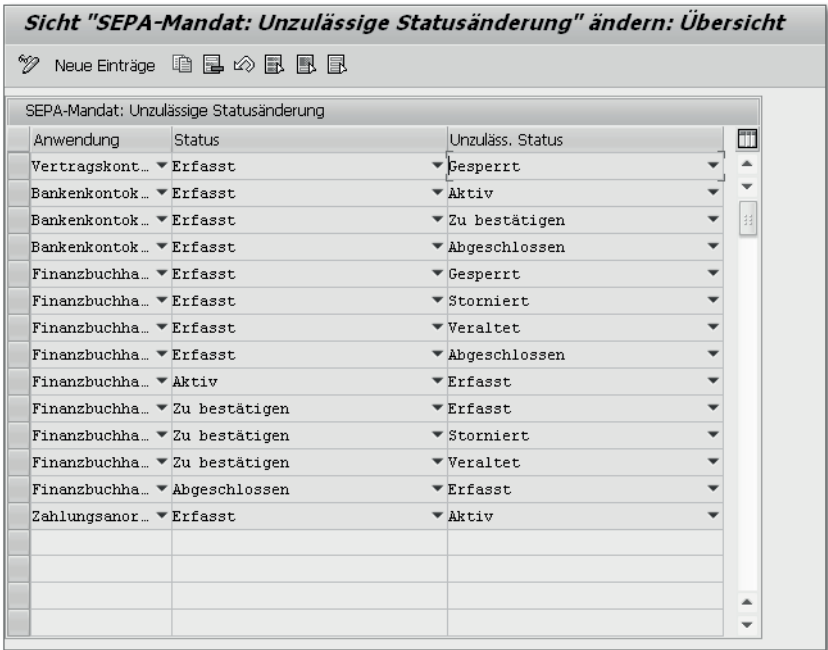 Sicht "SEPA-Mandat: Unzulässige Statusänderung" ändern: Übersicht
Neue Einträge
SEPA-Mandat: Unzulässige Statusänderung
Anwendung Status Unzuläss. Status
Vertragskont… Erfasst Gesperrt
Bankenkontok… Erfasst Aktiv
Bankenkontok… Erfasst Zu bestätigen
Bankenkontok… Erfasst Abgeschlossen
Finanzbuchha… Erfasst Gesperrt
Finanzbuchha… Erfasst Storniert
Finanzbuchha… Erfasst Veraltet
Finanzbuchha… Erfasst Abgeschlossen
Finanzbuchha… Aktiv Erfasst
Finanzbuchha… Zu bestätigen Erfasst
Finanzbuchha… Zu bestätigen Storniert
Finanzbuchha… Zu bestätigen Veraltet
Finanzbuchha… Abgeschlossen Erfasst
Zahlungsanor… Erfasst Aktiv